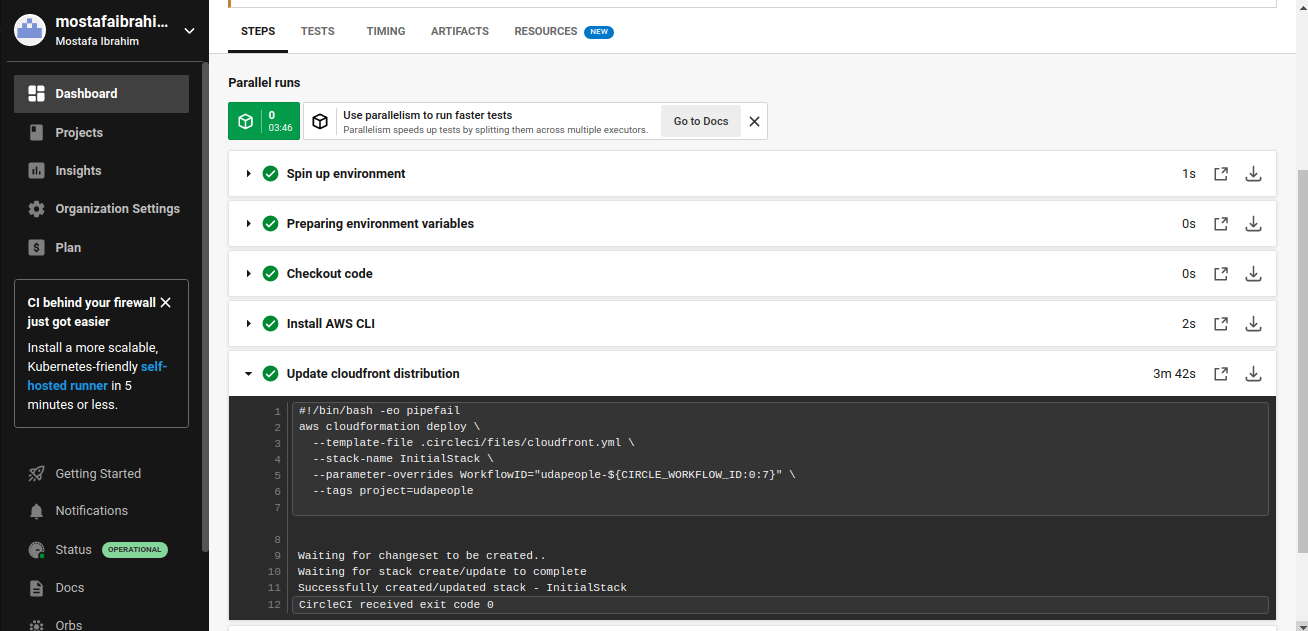 mostafaibrahi...
Mostafa Ibrahim
Dashboard
Projects
Insights
Organization Settings
Plan
CI behind your firewall
just got easier
Install a more scalable,
Kubernetes-friendly self-
hosted runner in 5
minutes or less.
Getting Started
Notifications
Status OPERATIONAL
Docs
Orbs
STEPS TESTS TIMING ARTIFACTS RESOURCES NEW
Parallel runs
0
03:46
Use parallelism to run faster tests
Parallelism speeds up tests by splitting them across multiple executors.
Go to Docs
Spin up environment 1s
Preparing environment variables 0s
Checkout code 0s
Install AWS CLI 2s
Update cloudfront distribution 3m 42s
1 #!/bin/bash -eo pipefail
2 aws cloudformation deploy \
3 --template-file .circleci/files/cloudfront.yml \
4 --stack-name InitialStack \
5 --parameter-overrides WorkflowID="udapeople-${CIRCLE_WORKFLOW_ID:0:7}" \
6 --tags project=udapeople
7
8
9 Waiting for changeset to be created..
10 Waiting for stack create/update to complete
11 Successfully created/updated stack - InitialStack
12 CircleCI received exit code 0